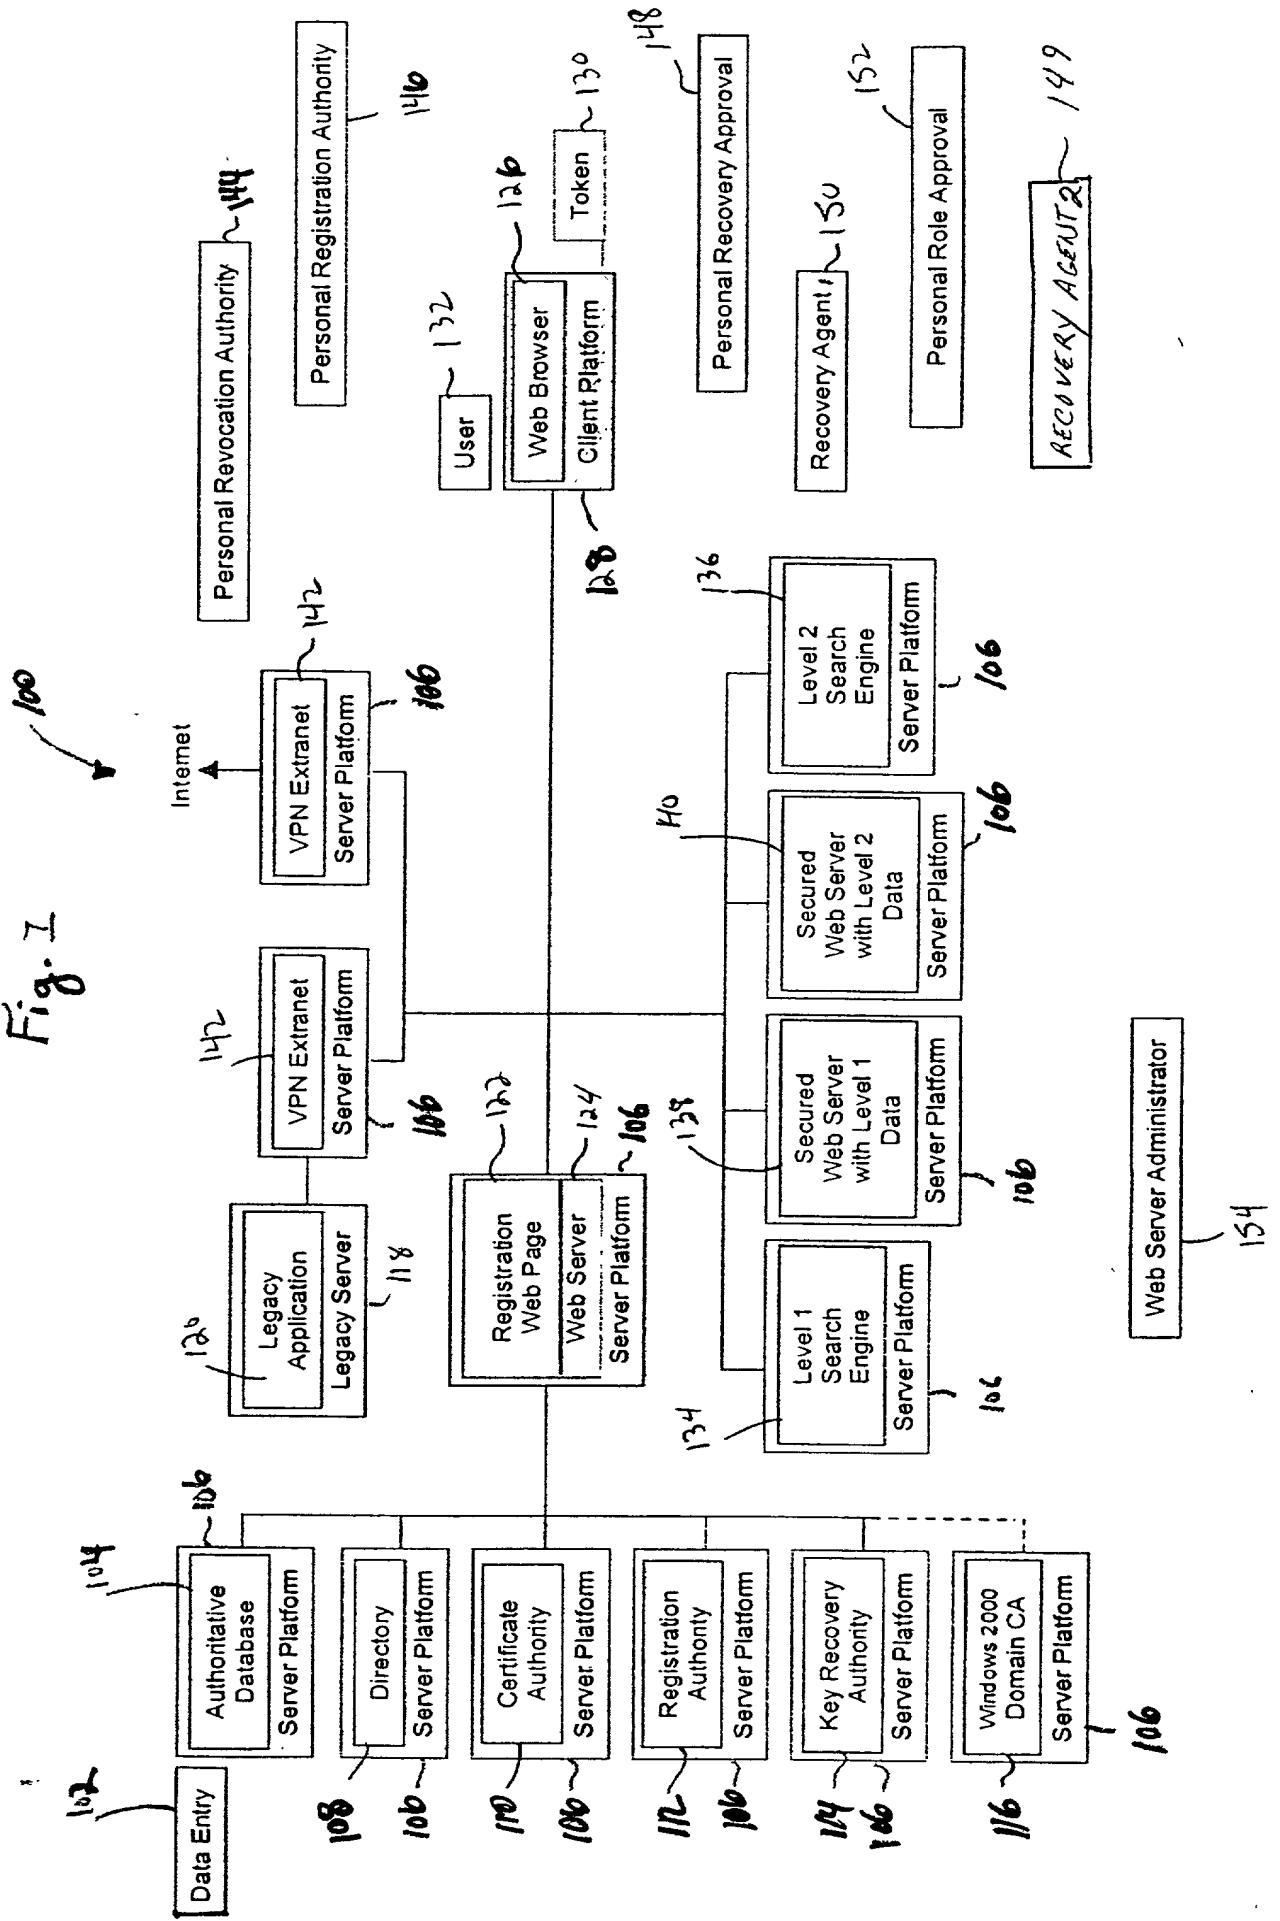 Fig. 1
100
Internet
102
Data Entry
104
106
Authoritative
Database
Server Platform
108
Directory
Server Platform
106
110
Certificate
Authority
Server Platform
106
112
Registration
Authority
Server Platform
106
114
Key Recovery
Authority
Server Platform
106
116
Windows 2000
Domain CA
Server Platform
106
120
Legacy
Application
Legacy Server
118
142
VPN Extranet
Server Platform
106
142
VPN Extranet
Server Platform
106
122
Registration
Web Page
124
Web Server
Server Platform
106
134
Level 1
Search
Engine
Server Platform
106
138
Secured
Web Server
with Level 1
Data
Server Platform
106
140
Secured
Web Server
with Level 2
Data
Server Platform
106
136
Level 2
Search
Engine
Server Platform
106
Personal Revocation Authority
144
Personal Registration Authority
146
User
132
Web Browser
126
Client Platform
128
Token
130
Personal Recovery Approval
148
Recovery Agent 1
150
Personal Role Approval
152
RECOVERY AGENT 2
149
Web Server Administrator
154